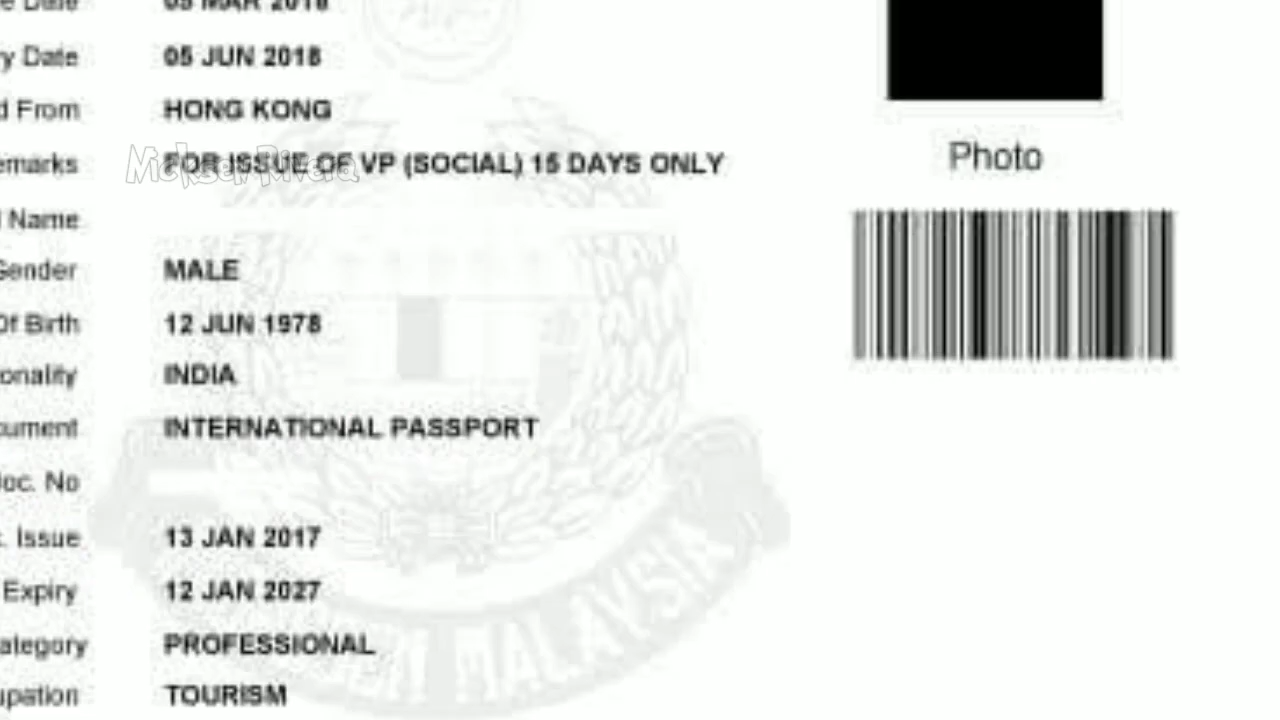 e Date 05 MAR 2018
y Date 05 JUN 2018
d From HONG KONG
emarks FOR ISSUE OF VP (SOCIAL) 15 DAYS ONLY
Name
Gender MALE
Of Birth 12 JUN 1978
onality INDIA
cument INTERNATIONAL PASSPORT
oc. No
. Issue 13 JAN 2017
Expiry 12 JAN 2027
ategory PROFESSIONAL
upation TOURISM
Photo
MALAYSIA